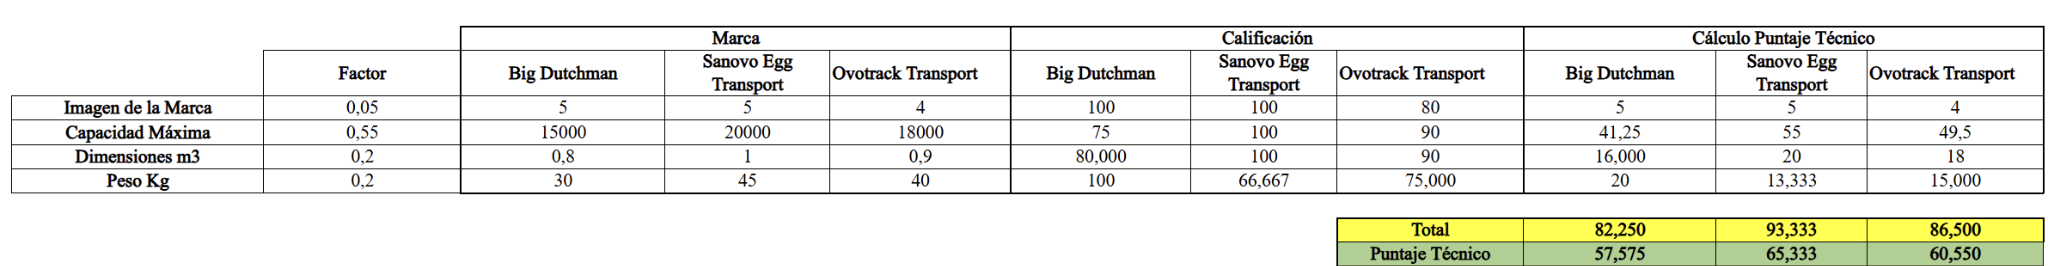 Marca Calificación Cálculo Puntaje Técnico
Factor Big Dutchman Sanovo Egg Transport Ovotrack Transport Big Dutchman Sanovo Egg Transport Ovotrack Transport Big Dutchman Sanovo Egg Transport Ovotrack Transport
Imagen de la Marca 0,05 5 5 4 100 100 80 5 5 4
Capacidad Máxima 0,55 15000 20000 18000 75 100 90 41,25 55 49,5
Dimensiones m3 0,2 0,8 1 0,9 80,000 100 90 16,000 20 18
Peso Kg 0,2 30 45 40 100 66,667 75,000 20 13,333 15,000
Total 82,250 93,333 86,500
Puntaje Técnico 57,575 65,333 60,550